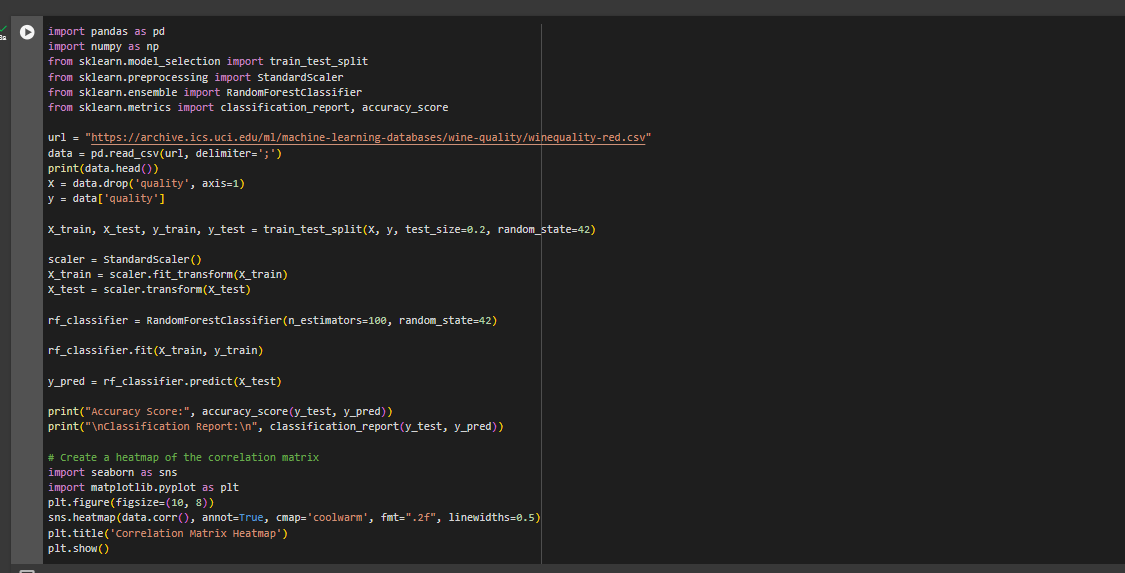 import pandas as pd
import numpy as np
from sklearn.model_selection import train_test_split
from sklearn.preprocessing import StandardScaler
from sklearn.ensemble import RandomForestClassifier
from sklearn.metrics import classification_report, accuracy_score
url = "https://archive.ics.uci.edu/ml/machine-learning-databases/wine-quality/winequality-red.csv"
data = pd.read_csv(url, delimiter=';')
print(data.head())
X = data.drop('quality', axis=1)
y = data['quality']
X_train, X_test, y_train, y_test = train_test_split(X, y, test_size=0.2, random_state=42)
scaler = StandardScaler()
X_train = scaler.fit_transform(X_train)
X_test = scaler.transform(X_test)
rf_classifier = RandomForestClassifier(n_estimators=100, random_state=42)
rf_classifier.fit(X_train, y_train)
y_pred = rf_classifier.predict(X_test)
print("Accuracy Score:", accuracy_score(y_test, y_pred))
print("\nClassification Report:\n", classification_report(y_test, y_pred))
# Create a heatmap of the correlation matrix
import seaborn as sns
import matplotlib.pyplot as plt
plt.figure(figsize=(10, 8))
sns.heatmap(data.corr(), annot=True, cmap='coolwarm', fmt=".2f", linewidths=0.5)
plt.title('Correlation Matrix Heatmap')
plt.show()